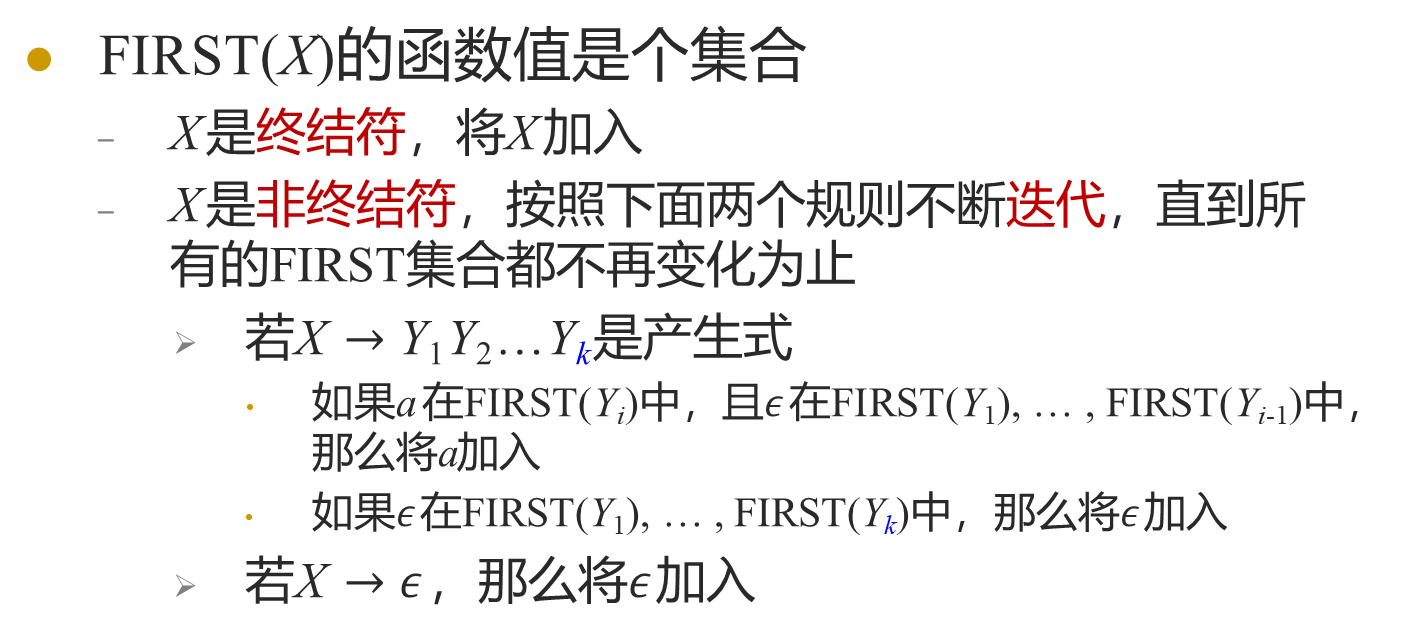 ● FIRST(X)的函数值是个集合
– X是终结符，将X加入
– X是非终结符，按照下面两个规则不断迭代，直到所
有的FIRST集合都不再变化为止
➢ 若X → Y₁Y₂…Yₖ是产生式
• 如果a在FIRST(Yᵢ)中，且ϵ在FIRST(Y₁), … , FIRST(Yᵢ₋₁)中，
那么将a加入
• 如果ϵ在FIRST(Y₁), … , FIRST(Yₖ)中，那么将ϵ加入
➢ 若X → ϵ，那么将ϵ加入